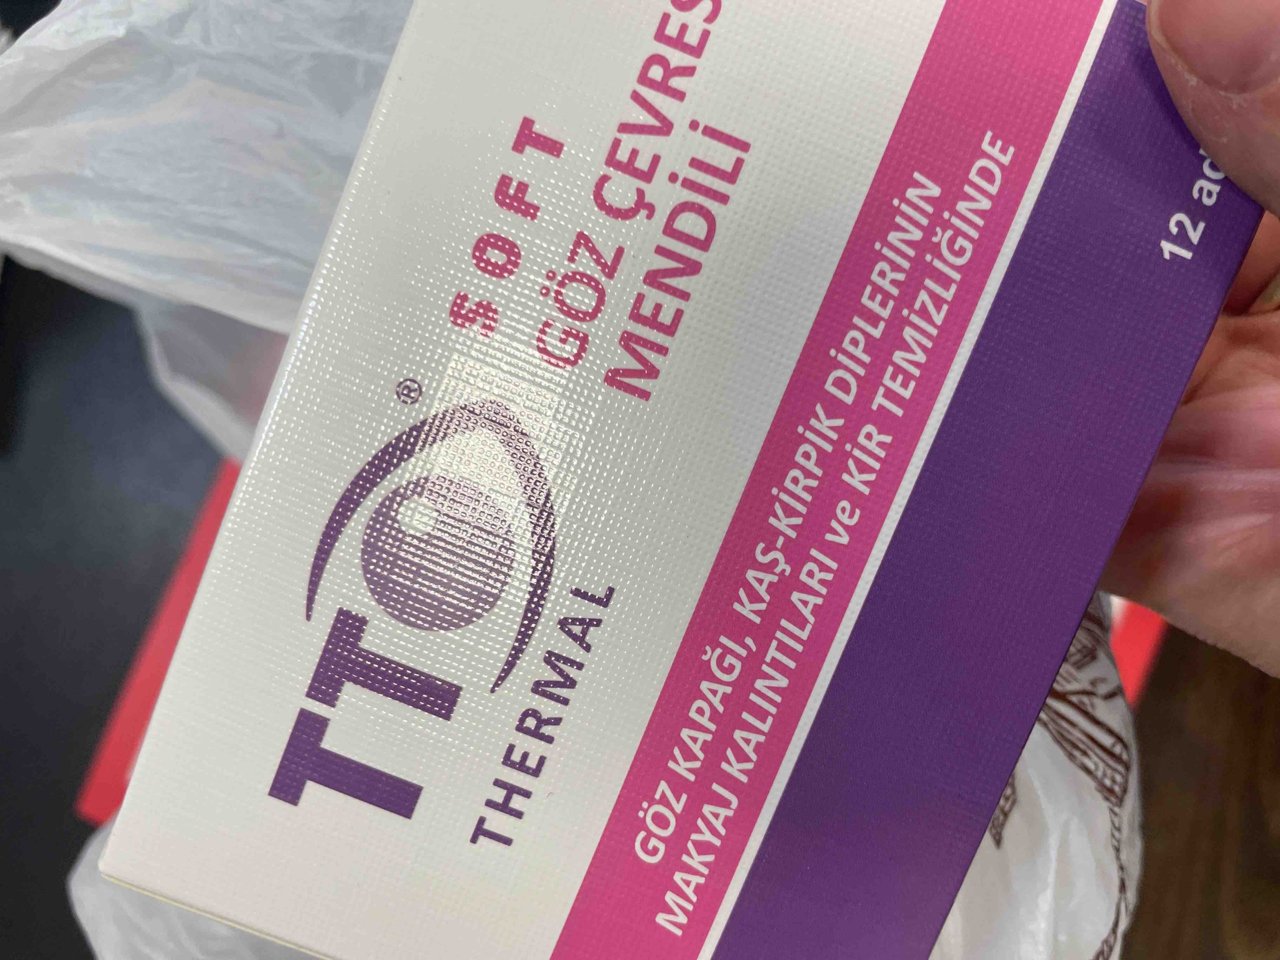 TTO®
THERMAL
SOFT
GÖZ ÇEVRES
MENDİLİ
GÖZ KAPAĞI, KAŞ-KİRPİK DİPLERİNİN
MAKYAJ KALINTILARI ve KİR TEMİZLİĞİNDE
12 ad